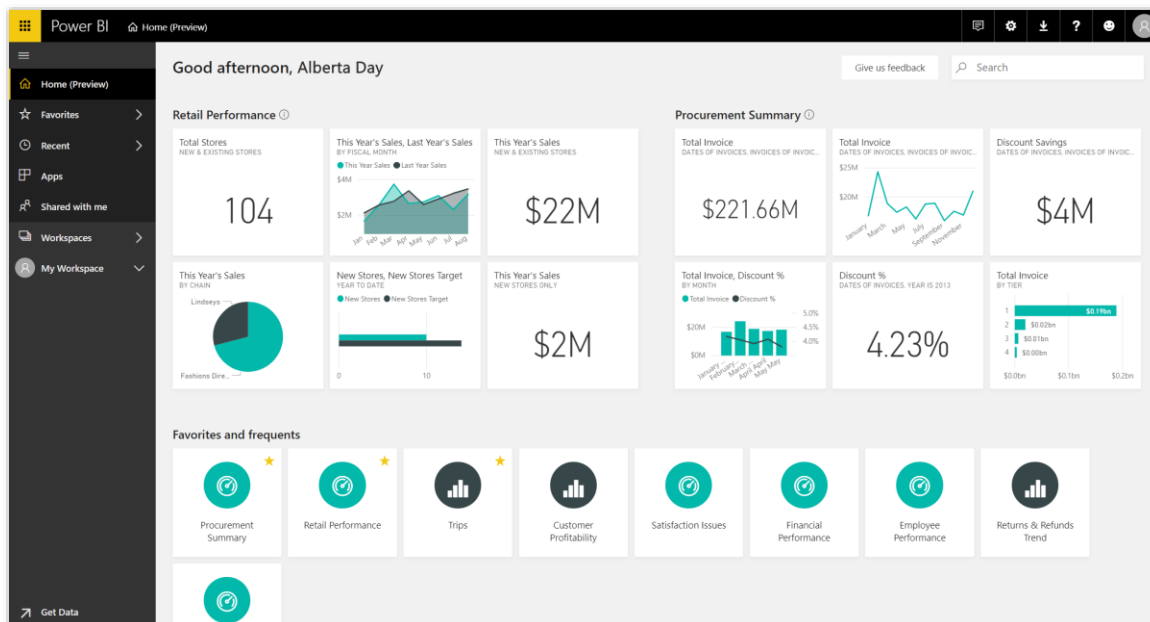 Power BI
Home (Preview)
Home (Preview)
Favorites
Recent
Apps
Shared with me
Workspaces
My Workspace
Get Data
Good afternoon, Alberta Day
Give us feedback
Search
Retail Performance
Total Stores
NEW & EXISTING STORES
104
This Year's Sales, Last Year's Sales
BY FISCAL MONTH
This Year Sales Last Year Sales
$4M
$2M
Jan Feb Mar Apr May Jun Jul Aug
This Year's Sales
NEW & EXISTING STORES
$22M
This Year's Sales
BY CHAIN
Lindseys
Fashions Dire...
New Stores, New Stores Target
YEAR TO DATE
New Stores New Stores Target
0 10
This Year's Sales
NEW STORES ONLY
$2M
Procurement Summary
Total Invoice
DATES OF INVOICES, INVOICES OF INVOIC...
$221.66M
Total Invoice
DATES OF INVOICES, INVOICES OF INVOIC...
$25M
$20M
January March May July September November
Discount Savings
DATES OF INVOICES, INVOICES OF INVOIC...
$4M
Total Invoice, Discount %
BY MONTH
Total Invoice Discount %
$20M
$0M
5.0%
4.5%
4.0%
January ... February... March ... April April May May
Discount %
DATES OF INVOICES, YEAR IS 2013
4.23%
Total Invoice
BY TIER
1 $0.19bn
2 $0.02bn
3 $0.01bn
4 $0.00bn
$0.0bn $0.1bn $0.2bn
Favorites and frequents
Procurement
Summary
Retail Performance
Trips
Customer
Profitability
Satisfaction Issues
Financial
Performance
Employee
Performance
Returns & Refunds
Trend